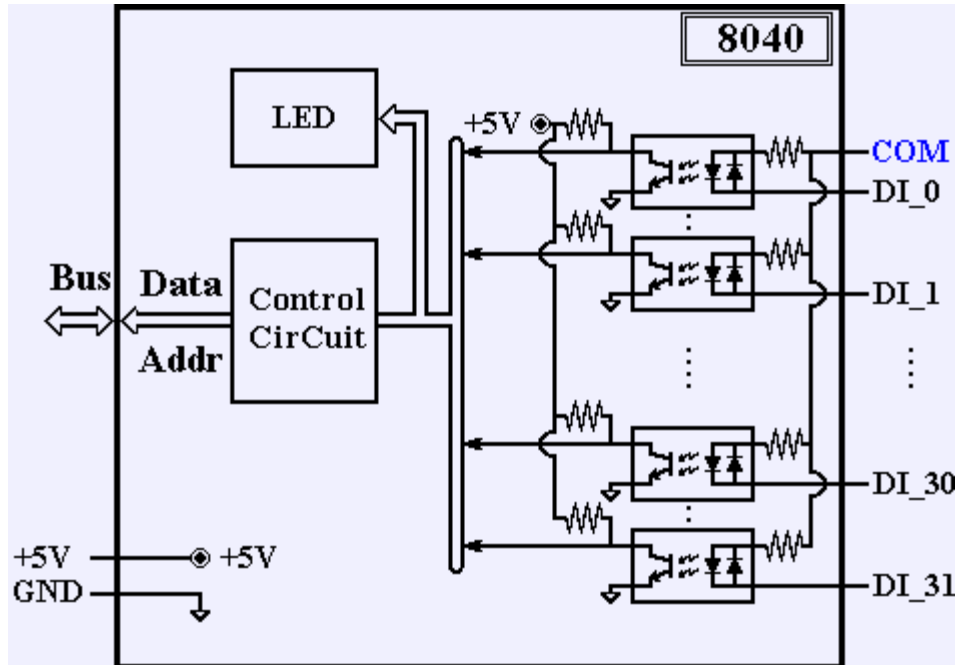 8040
LED
+5V
COM
DI_0
DI_1
Bus
Data
Addr
Control
CirCuit
DI_30
DI_31
+5V
+5V
GND